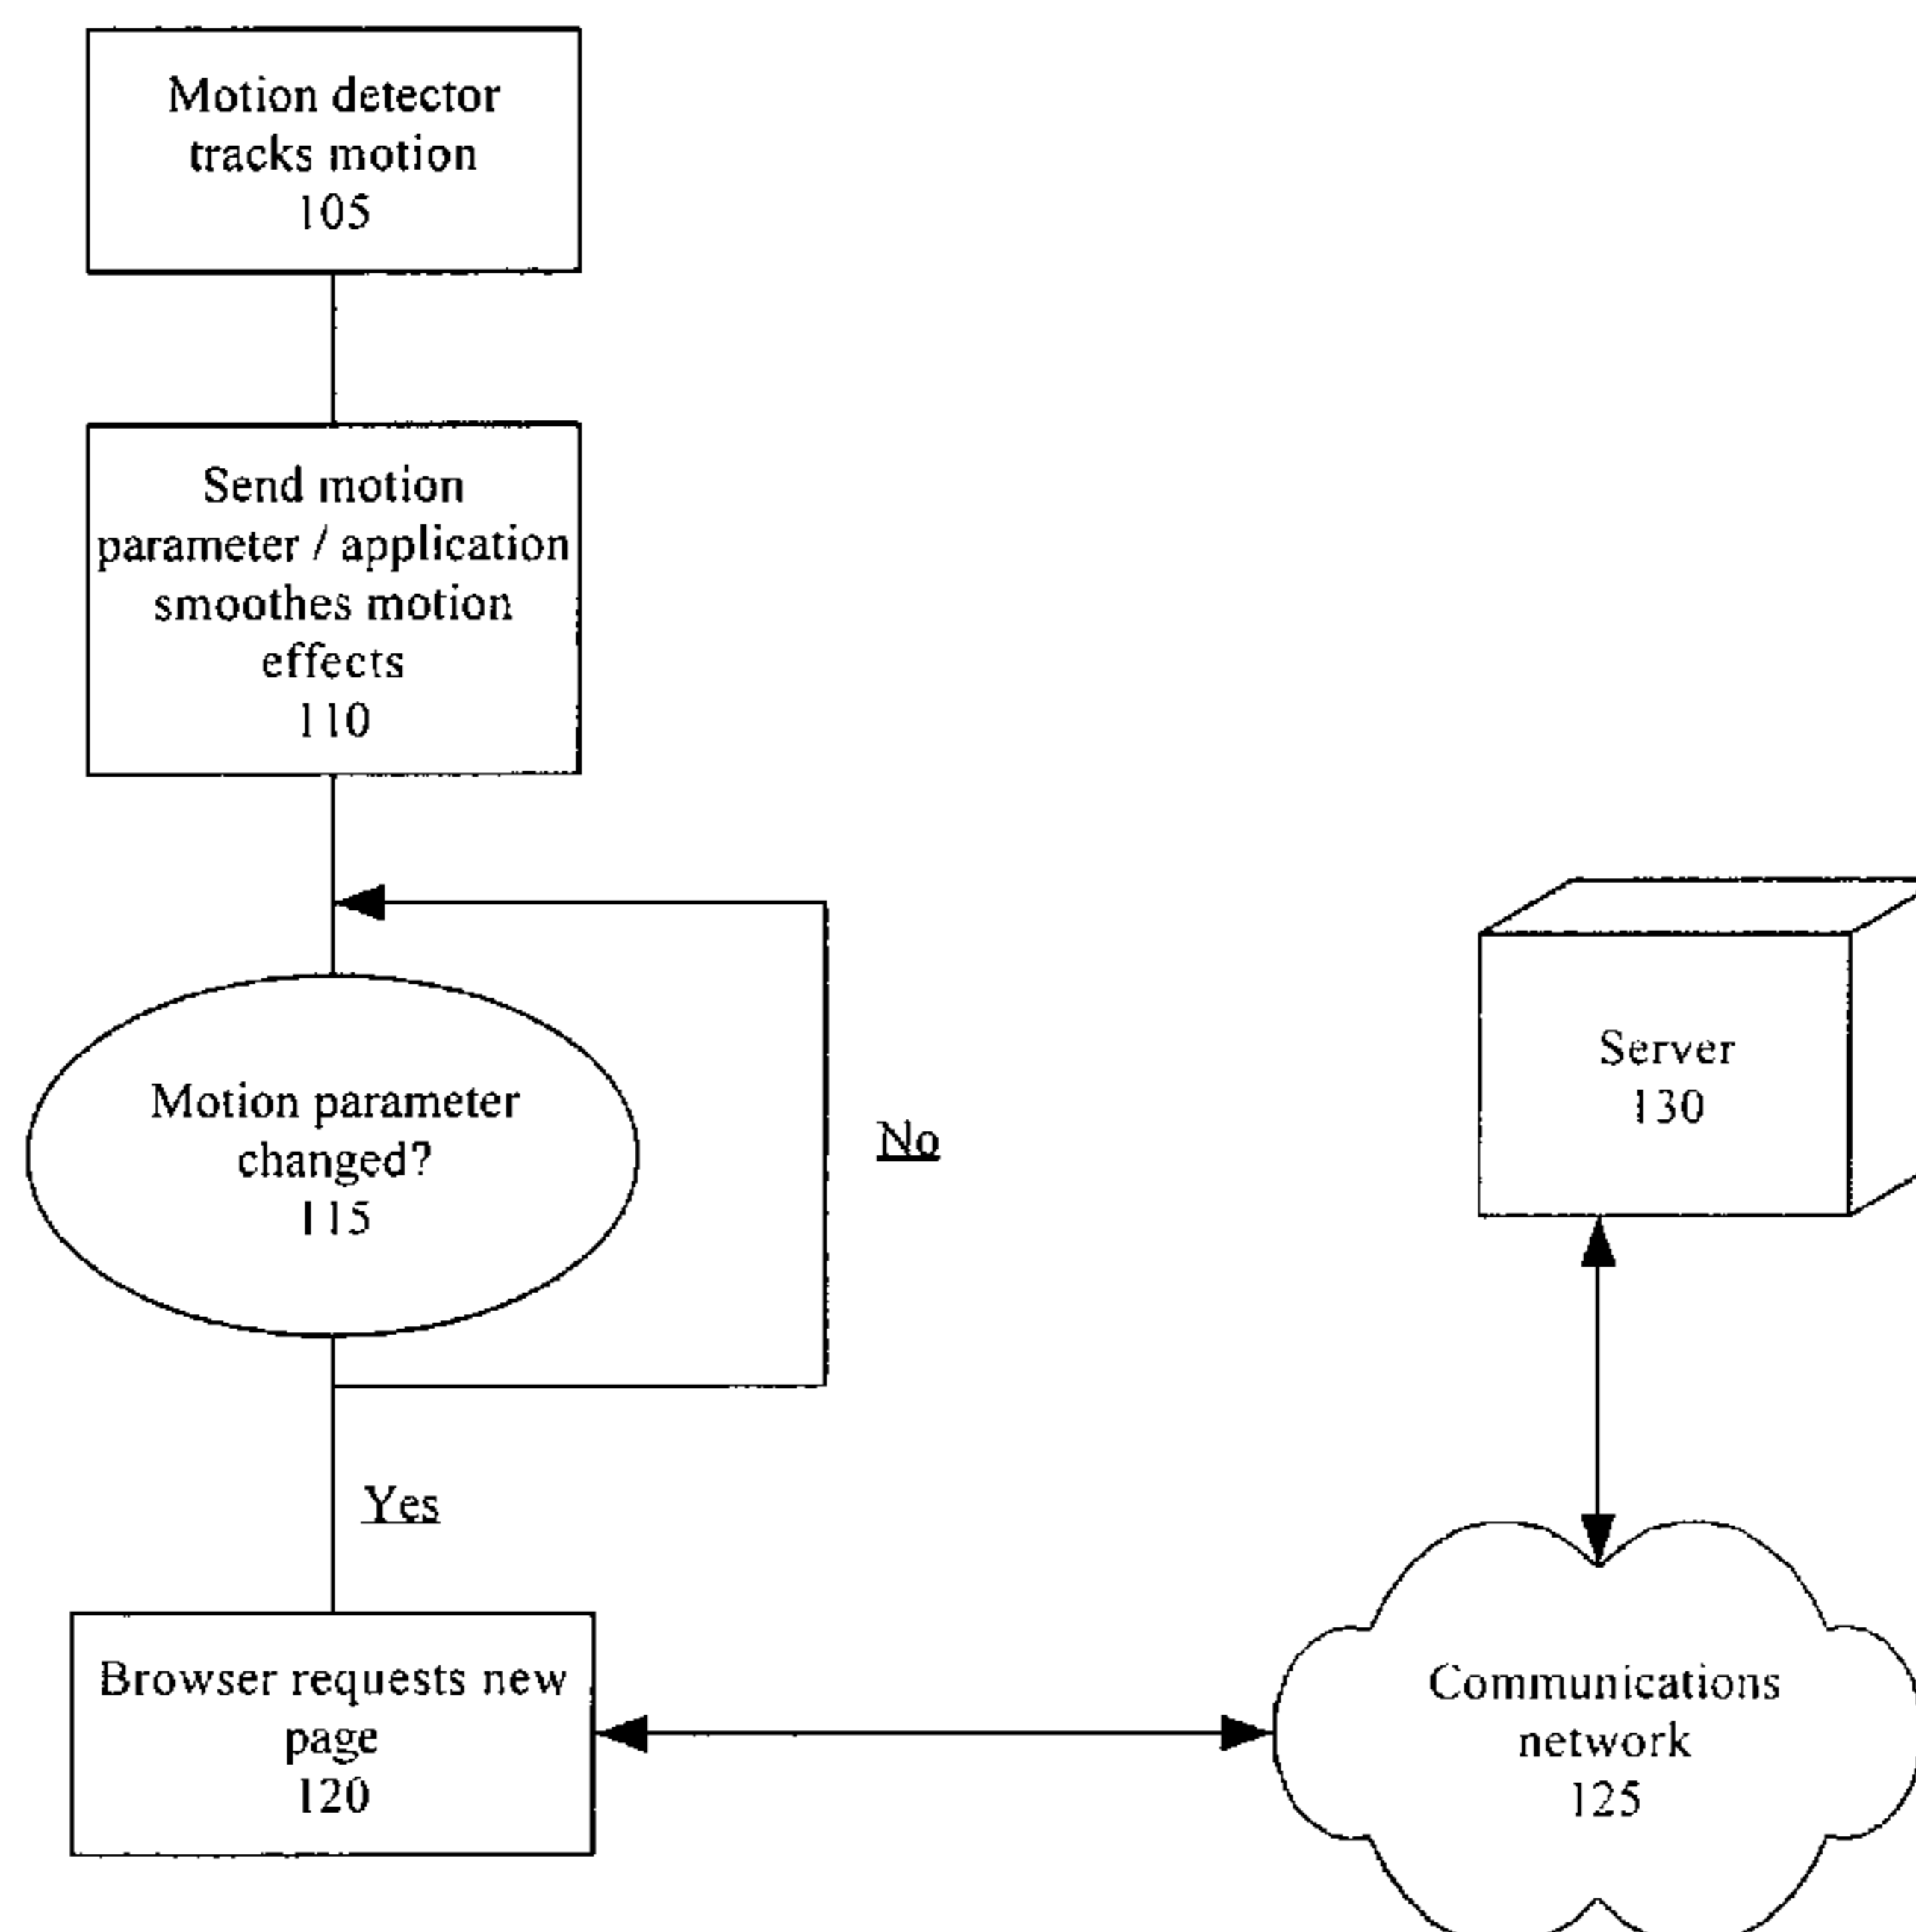 Motion detector
tracks motion
105
Send motion
parameter / application
smoothes motion
effects
110
Motion parameter
changed?
115
No
Yes
Browser requests new
page
120
Server
130
Communications
network
125